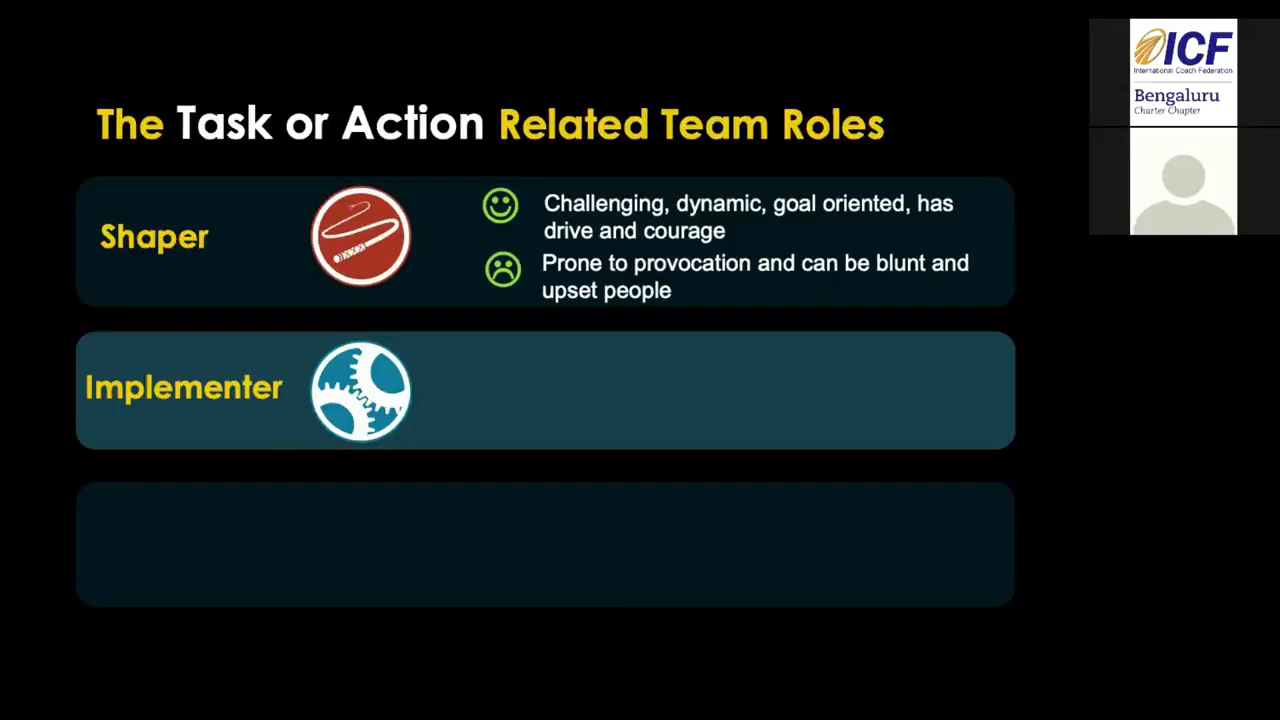 The Task or Action Related Team Roles
Shaper
Challenging, dynamic, goal oriented, has
drive and courage
Prone to provocation and can be blunt and
upset people
Implementer
ICF
International Coach Federation
Bengaluru
Charter Chapter